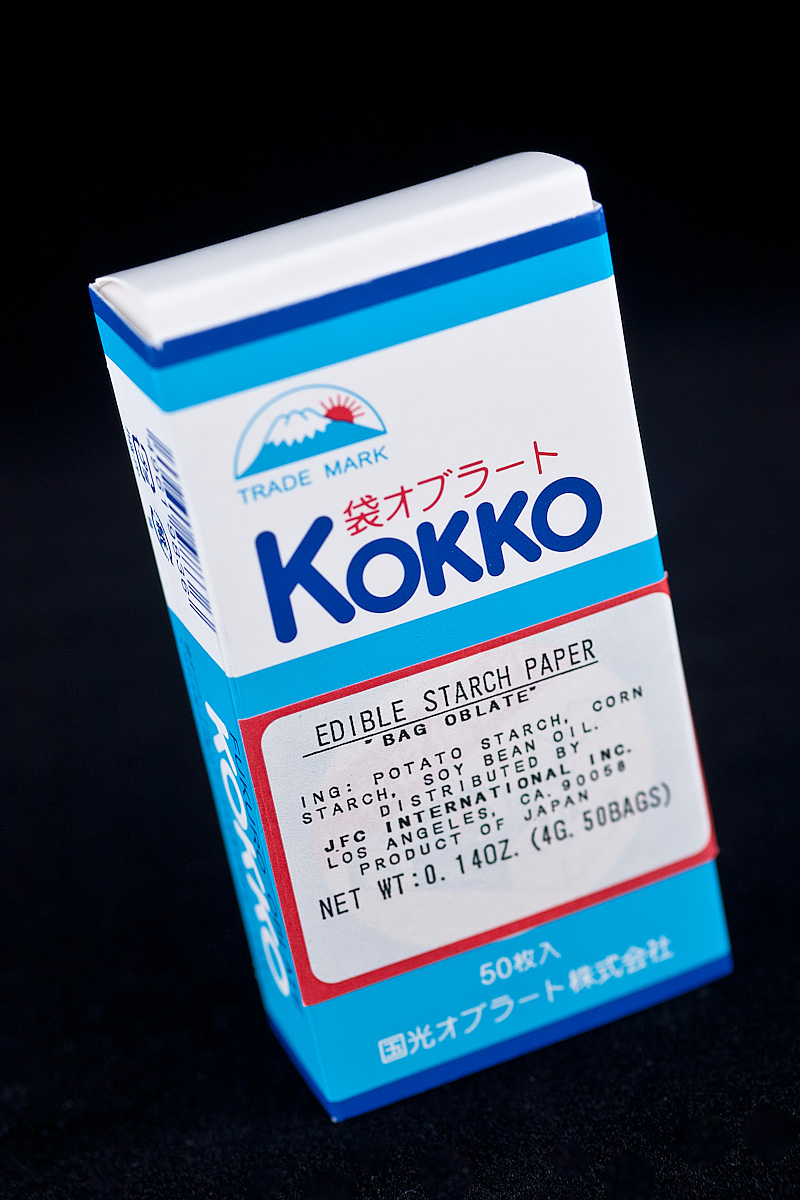 TRADE MARK
袋オブラート
KOKKO
EDIBLE STARCH PAPER
"BAG OBLATE"
ING: POTATO STARCH, CORN
STARCH, SOY BEAN OIL.
DISTRIBUTED BY
JFC INTERNATIONAL INC.
LOS ANGELES, CA. 90058
PRODUCT OF JAPAN
NET WT:0.14OZ. (4G. 50BAGS)
50枚入
国光オブラート株式会社
KOKKO